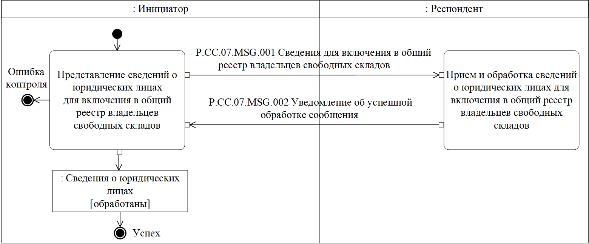 : Инициатор
: Респондент
P.CC.07.MSG.001 Сведения для включения в общий
реестр владельцев свободных складов
Ошибка
контроля
Представление сведений о
юридических лицах
для включения в общий
реестр владельцев
свободных складов
Прием и обработка сведений
о юридических лицах для
включения в общий реестр
владельцев свободных
складов
P.CC.07.MSG.002 Уведомление об успешной
обработке сообщения
: Сведения о юридических
лицах
[обработаны]
Успех